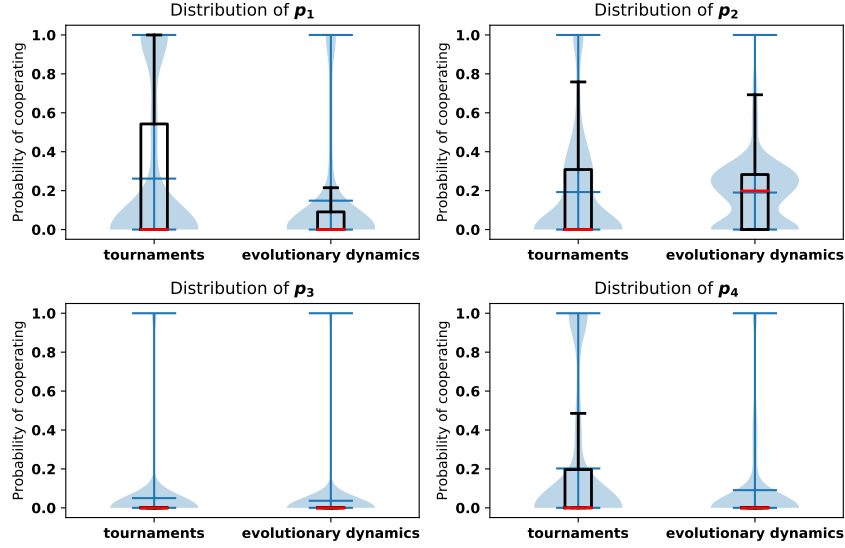 Distribution of p1
Probability of cooperating
1.0
0.8
0.6
0.4
0.2
0.0
tournaments evolutionary dynamics
Distribution of p2
Probability of cooperating
1.0
0.8
0.6
0.4
0.2
0.0
tournaments evolutionary dynamics
Distribution of p3
Probability of cooperating
1.0
0.8
0.6
0.4
0.2
0.0
tournaments evolutionary dynamics
Distribution of p4
Probability of cooperating
1.0
0.8
0.6
0.4
0.2
0.0
tournaments evolutionary dynamics